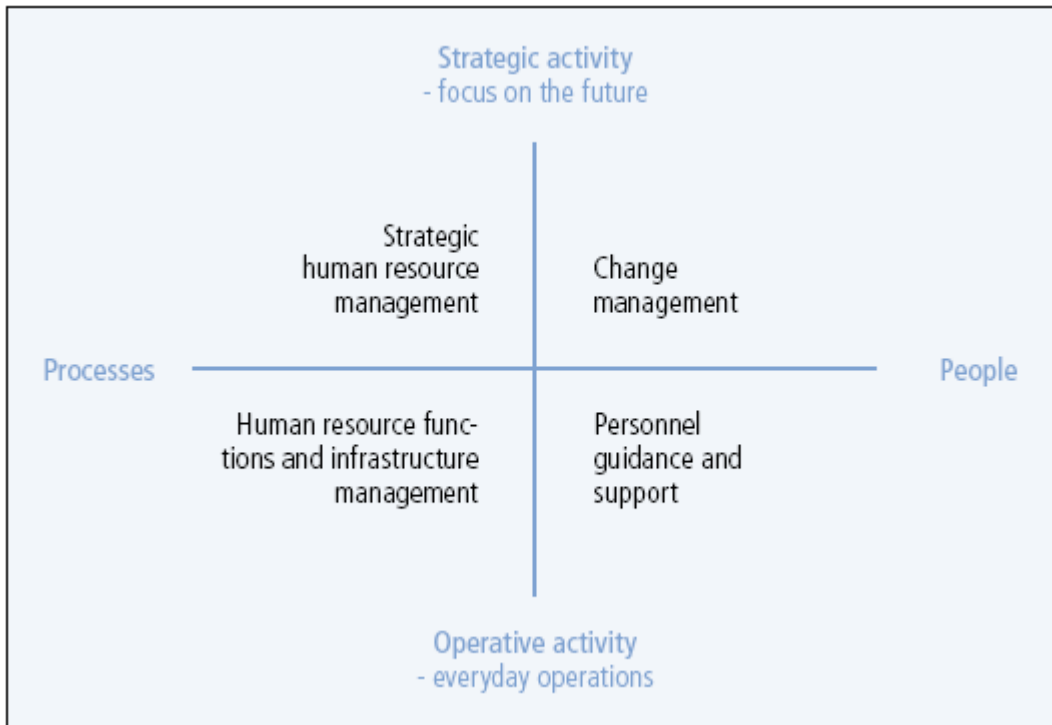 Strategic activity
- focus on the future
Strategic
human resource
management
Change
management
Processes
People
Human resource func-
tions and infrastructure
management
Personnel
guidance and
support
Operative activity
- everyday operations